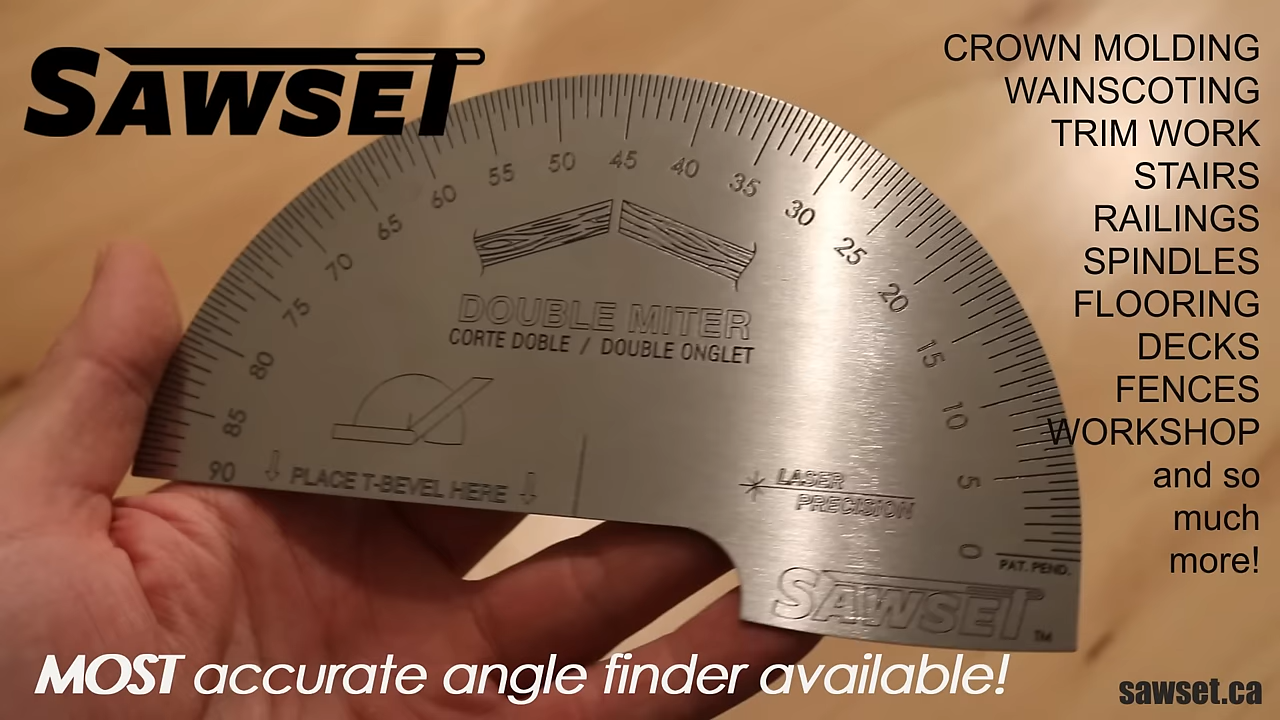 SAWSET
CROWN MOLDING
WAINSCOTING
TRIM WORK
STAIRS
RAILINGS
SPINDLES
FLOORING
DECKS
FENCES
WORKSHOP
and so
much
more!
90 85 80 75 70 65 60 55 50 45 40 35 30 25 20 15 10 5 0
DOUBLE MITER
CORTE DOBLE / DOUBLE ONGLET
PLACE T-BEVEL HERE
LASER
PRECISION
PAT. PEND.
SAWSET TM
MOST accurate angle finder available!
sawset.ca